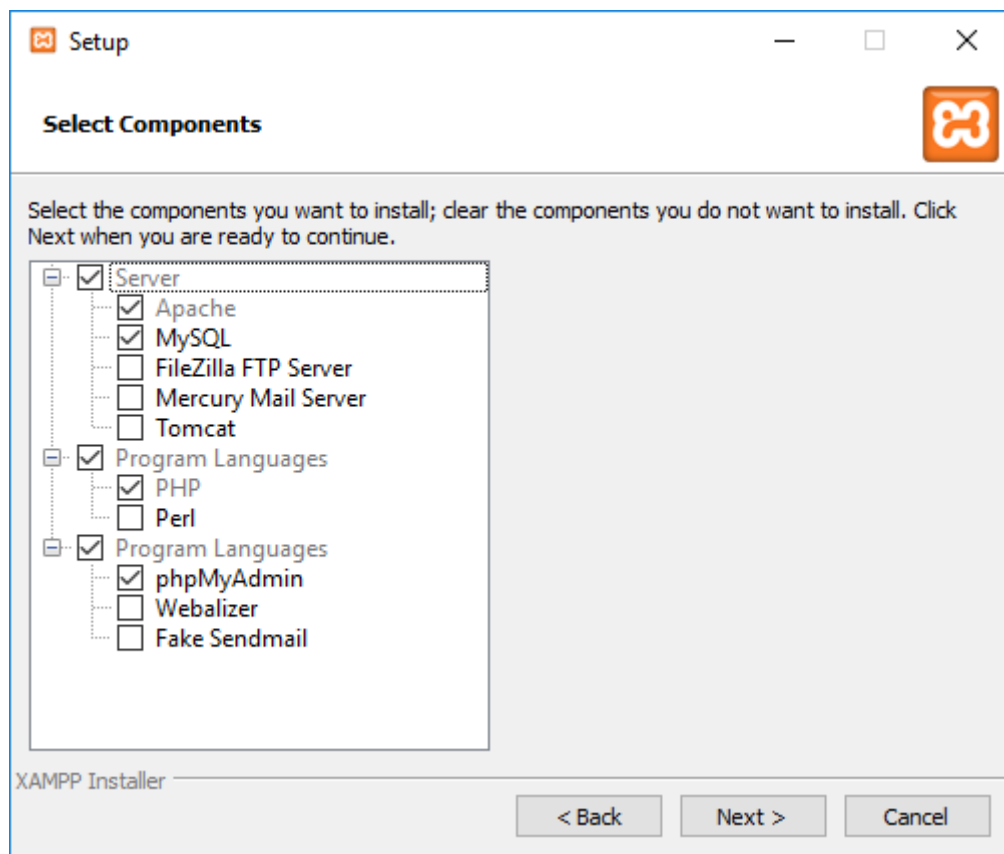 Setup
Select Components
Select the components you want to install; clear the components you do not want to install. Click
Next when you are ready to continue.
Server
Apache
MySQL
FileZilla FTP Server
Mercury Mail Server
Tomcat
Program Languages
PHP
Perl
Program Languages
phpMyAdmin
Webalizer
Fake Sendmail
XAMPP Installer
< Back Next > Cancel